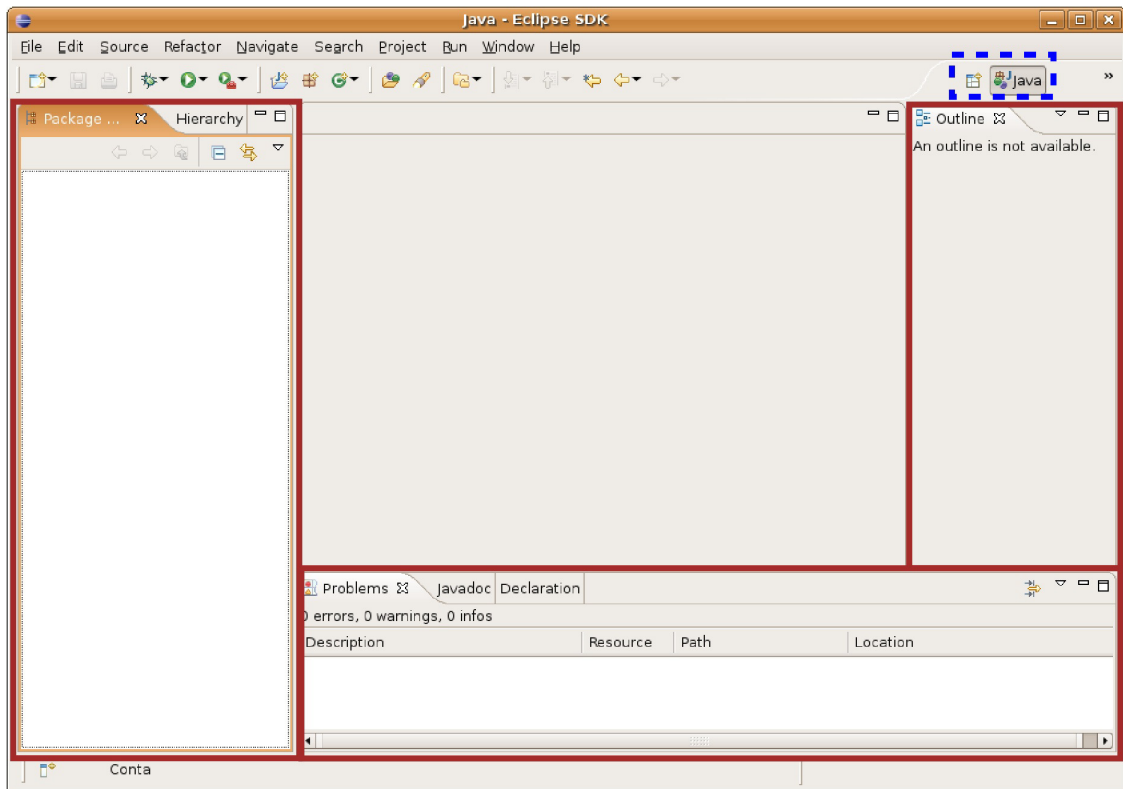 Java - Eclipse SDK
File Edit Source Refactor Navigate Search Project Run Window Help
Java »
Package ... Hierarchy
Outline
An outline is not available.
Problems Javadoc Declaration
0 errors, 0 warnings, 0 infos
Description Resource Path Location
Conta